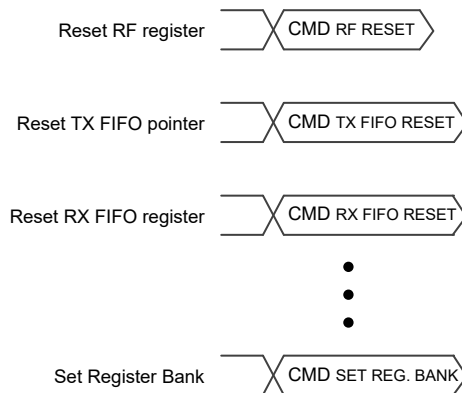 Reset RF register CMD RF RESET
Reset TX FIFO pointer CMD TX FIFO RESET
Reset RX FIFO register CMD RX FIFO RESET
Set Register Bank CMD SET REG. BANK